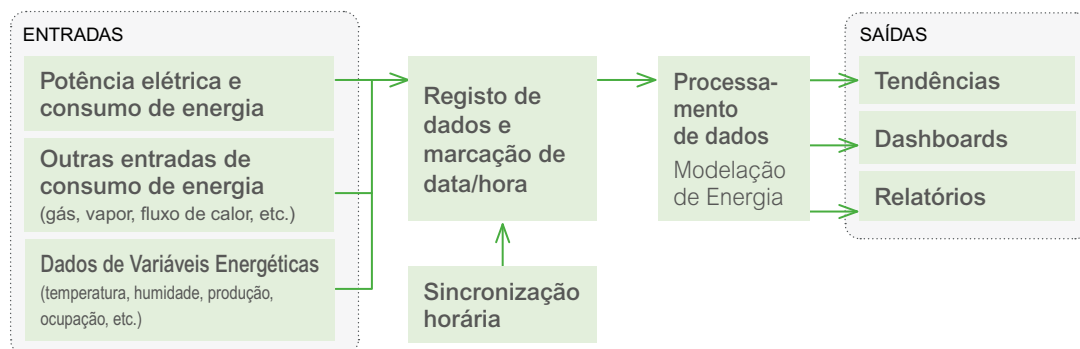 ENTRADAS
Potência elétrica e
consumo de energia
Outras entradas de
consumo de energia
(gás, vapor, fluxo de calor, etc.)
Dados de Variáveis Energéticas
(temperatura, humidade, produção,
ocupação, etc.)
Registo de
dados e
marcação de
data/hora
Sincronização
horária
Processa-
mento
de dados
Modelação
de Energia
SAÍDAS
Tendências
Dashboards
Relatórios